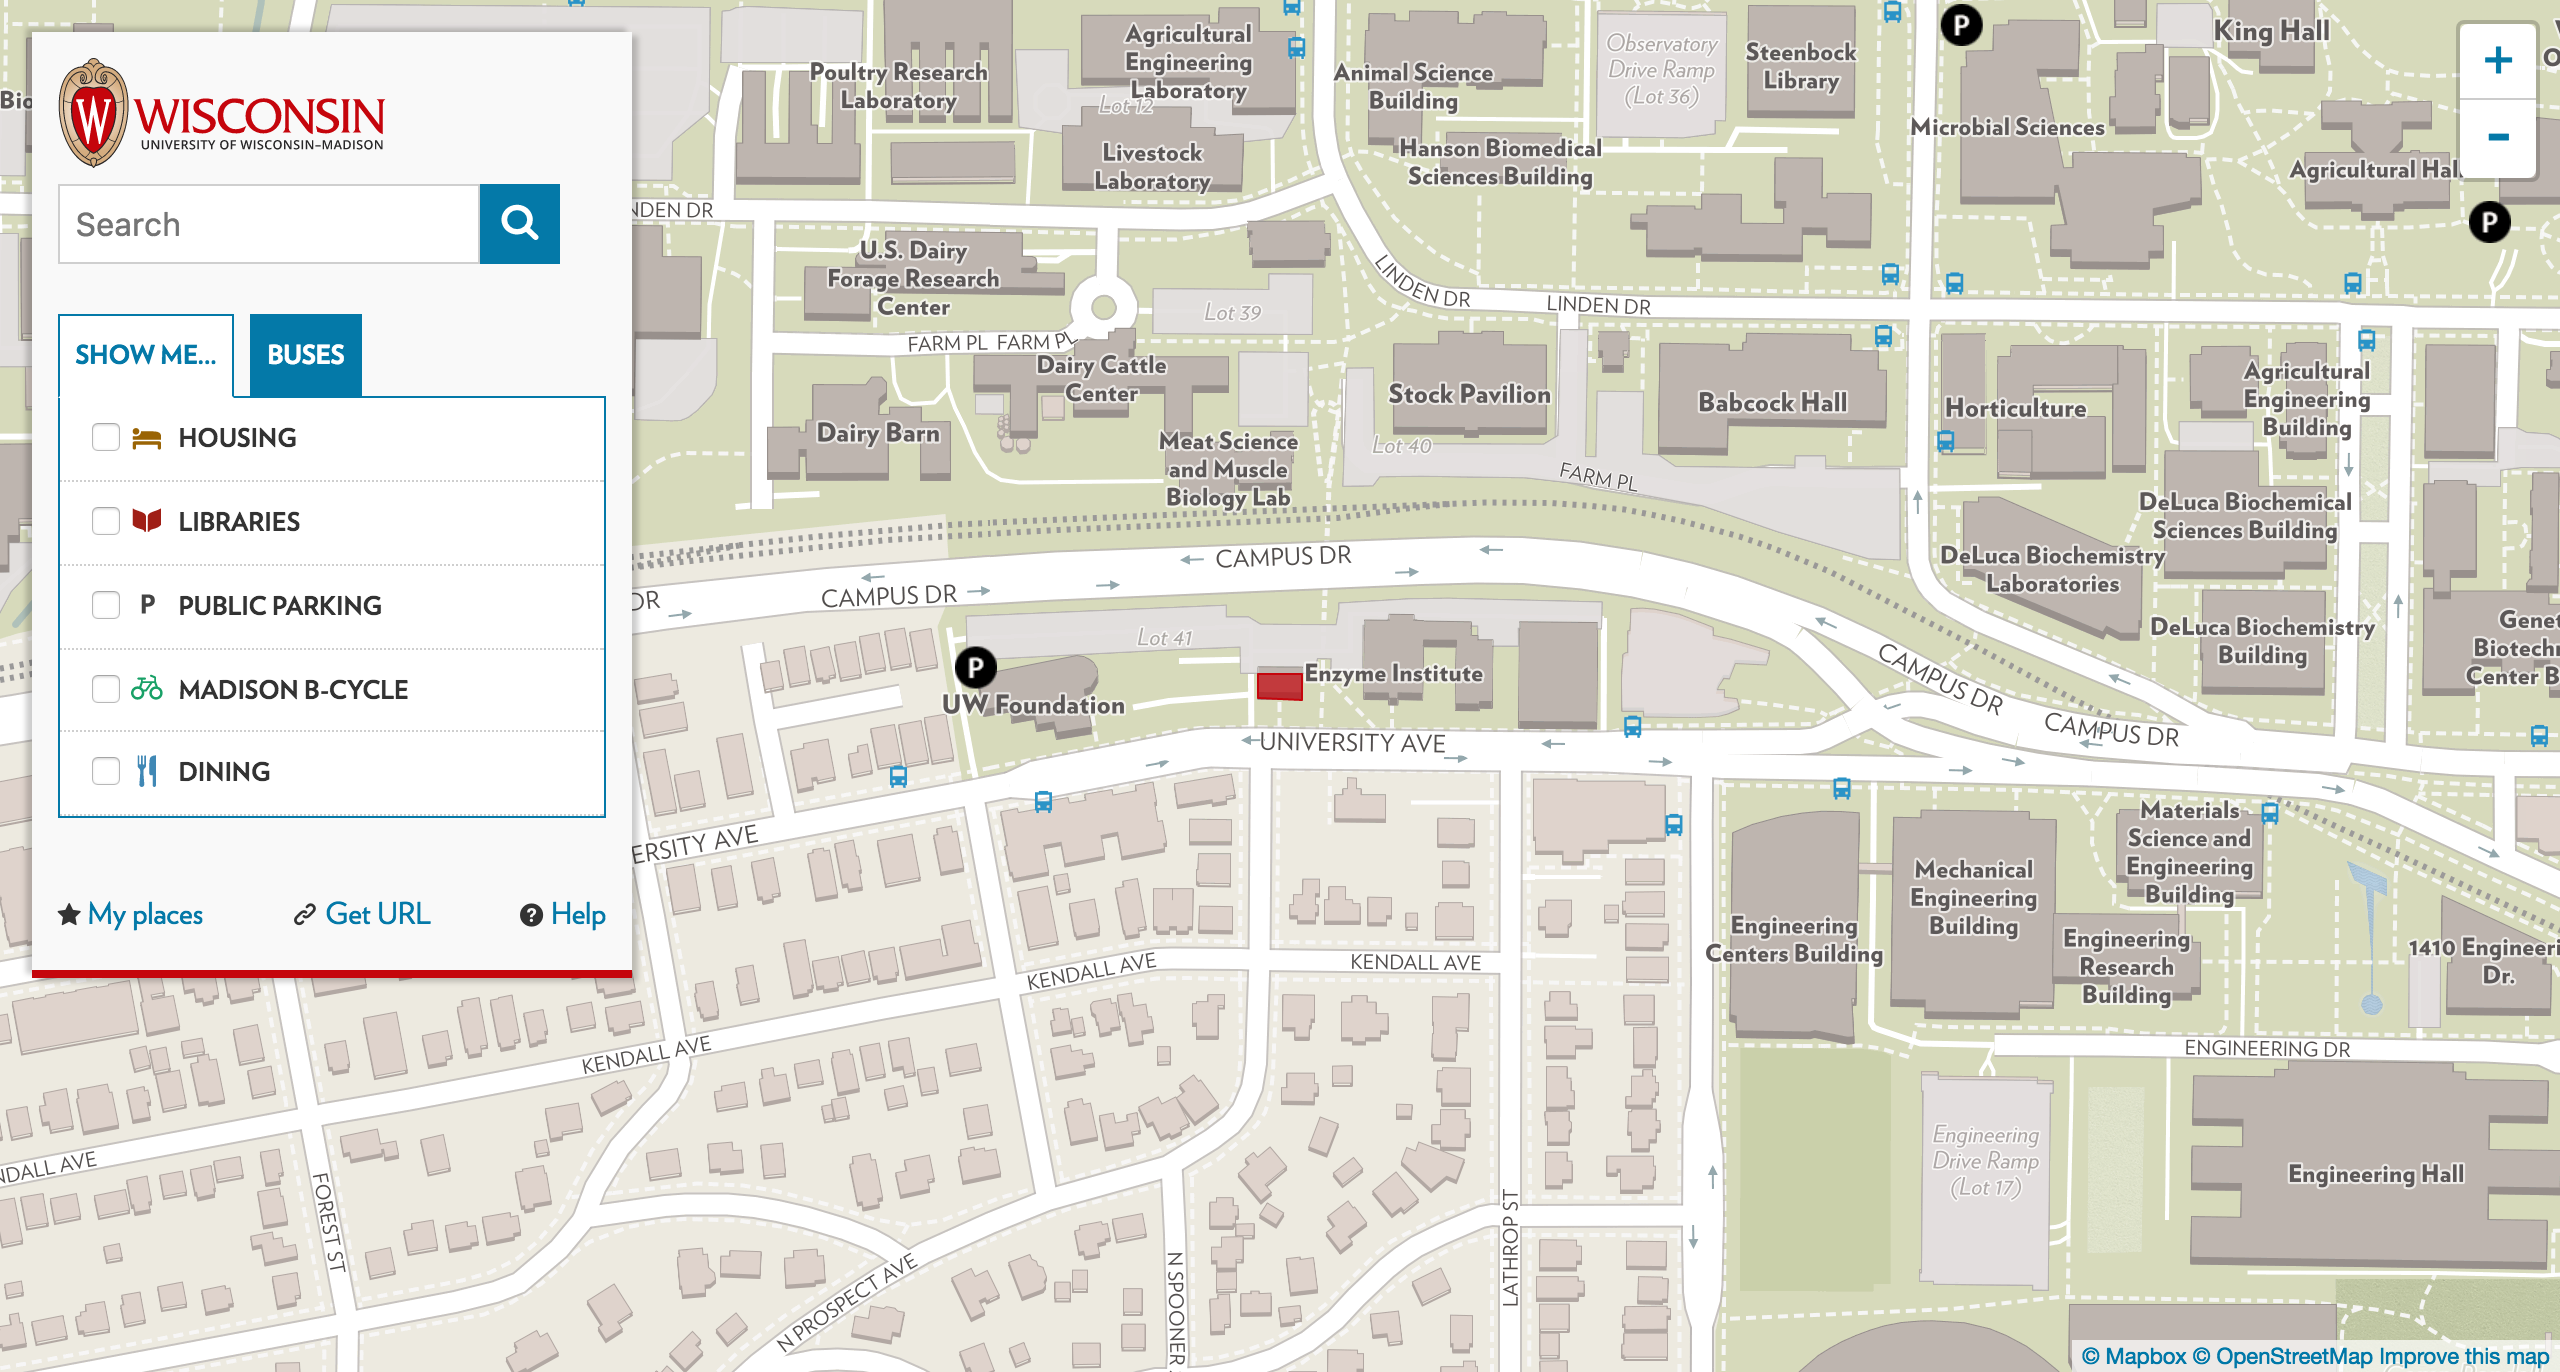 WISCONSIN
UNIVERSITY OF WISCONSIN–MADISON
Search
SHOW ME...
BUSES
HOUSING
LIBRARIES
P PUBLIC PARKING
MADISON B-CYCLE
DINING
My places
Get URL
Help
Poultry Research
Laboratory
Agricultural
Engineering
Laboratory
Lot 12
Livestock
Laboratory
Animal Science
Building
Hanson Biomedical
Sciences Building
Observatory
Drive Ramp
(Lot 36)
Steenbock
Library
P
King Hall
Microbial Sciences
Agricultural Hall
P
+
-
NDEN DR
U.S. Dairy
Forage Research
Center
Lot 39
LINDEN DR
LINDEN DR
FARM PL
FARM PL
Dairy Cattle
Center
Dairy Barn
Meat Science
and Muscle
Biology Lab
Stock Pavilion
Lot 40
Babcock Hall
FARM PL
Horticulture
Agricultural
Engineering
Building
DeLuca Biochemical
Sciences Building
DeLuca Biochemistry
Laboratories
DeLuca Biochemistry
Building
Genet
Biotechn
Center B
CAMPUS DR
CAMPUS DR
DR
Lot 41
P
UW Foundation
Enzyme Institute
CAMPUS DR
CAMPUS DR
UNIVERSITY AVE
ERSITY AVE
Engineering
Centers Building
Mechanical
Engineering
Building
Materials
Science and
Engineering
Building
Engineering
Research
Building
1410 Engineeri
Dr.
KENDALL AVE
KENDALL AVE
KENDALL AVE
NDALL AVE
ENGINEERING DR
Engineering
Drive Ramp
(Lot 17)
Engineering Hall
FOREST ST
N PROSPECT AVE
N SPOONER
LATHROP ST
© Mapbox © OpenStreetMap Improve this map